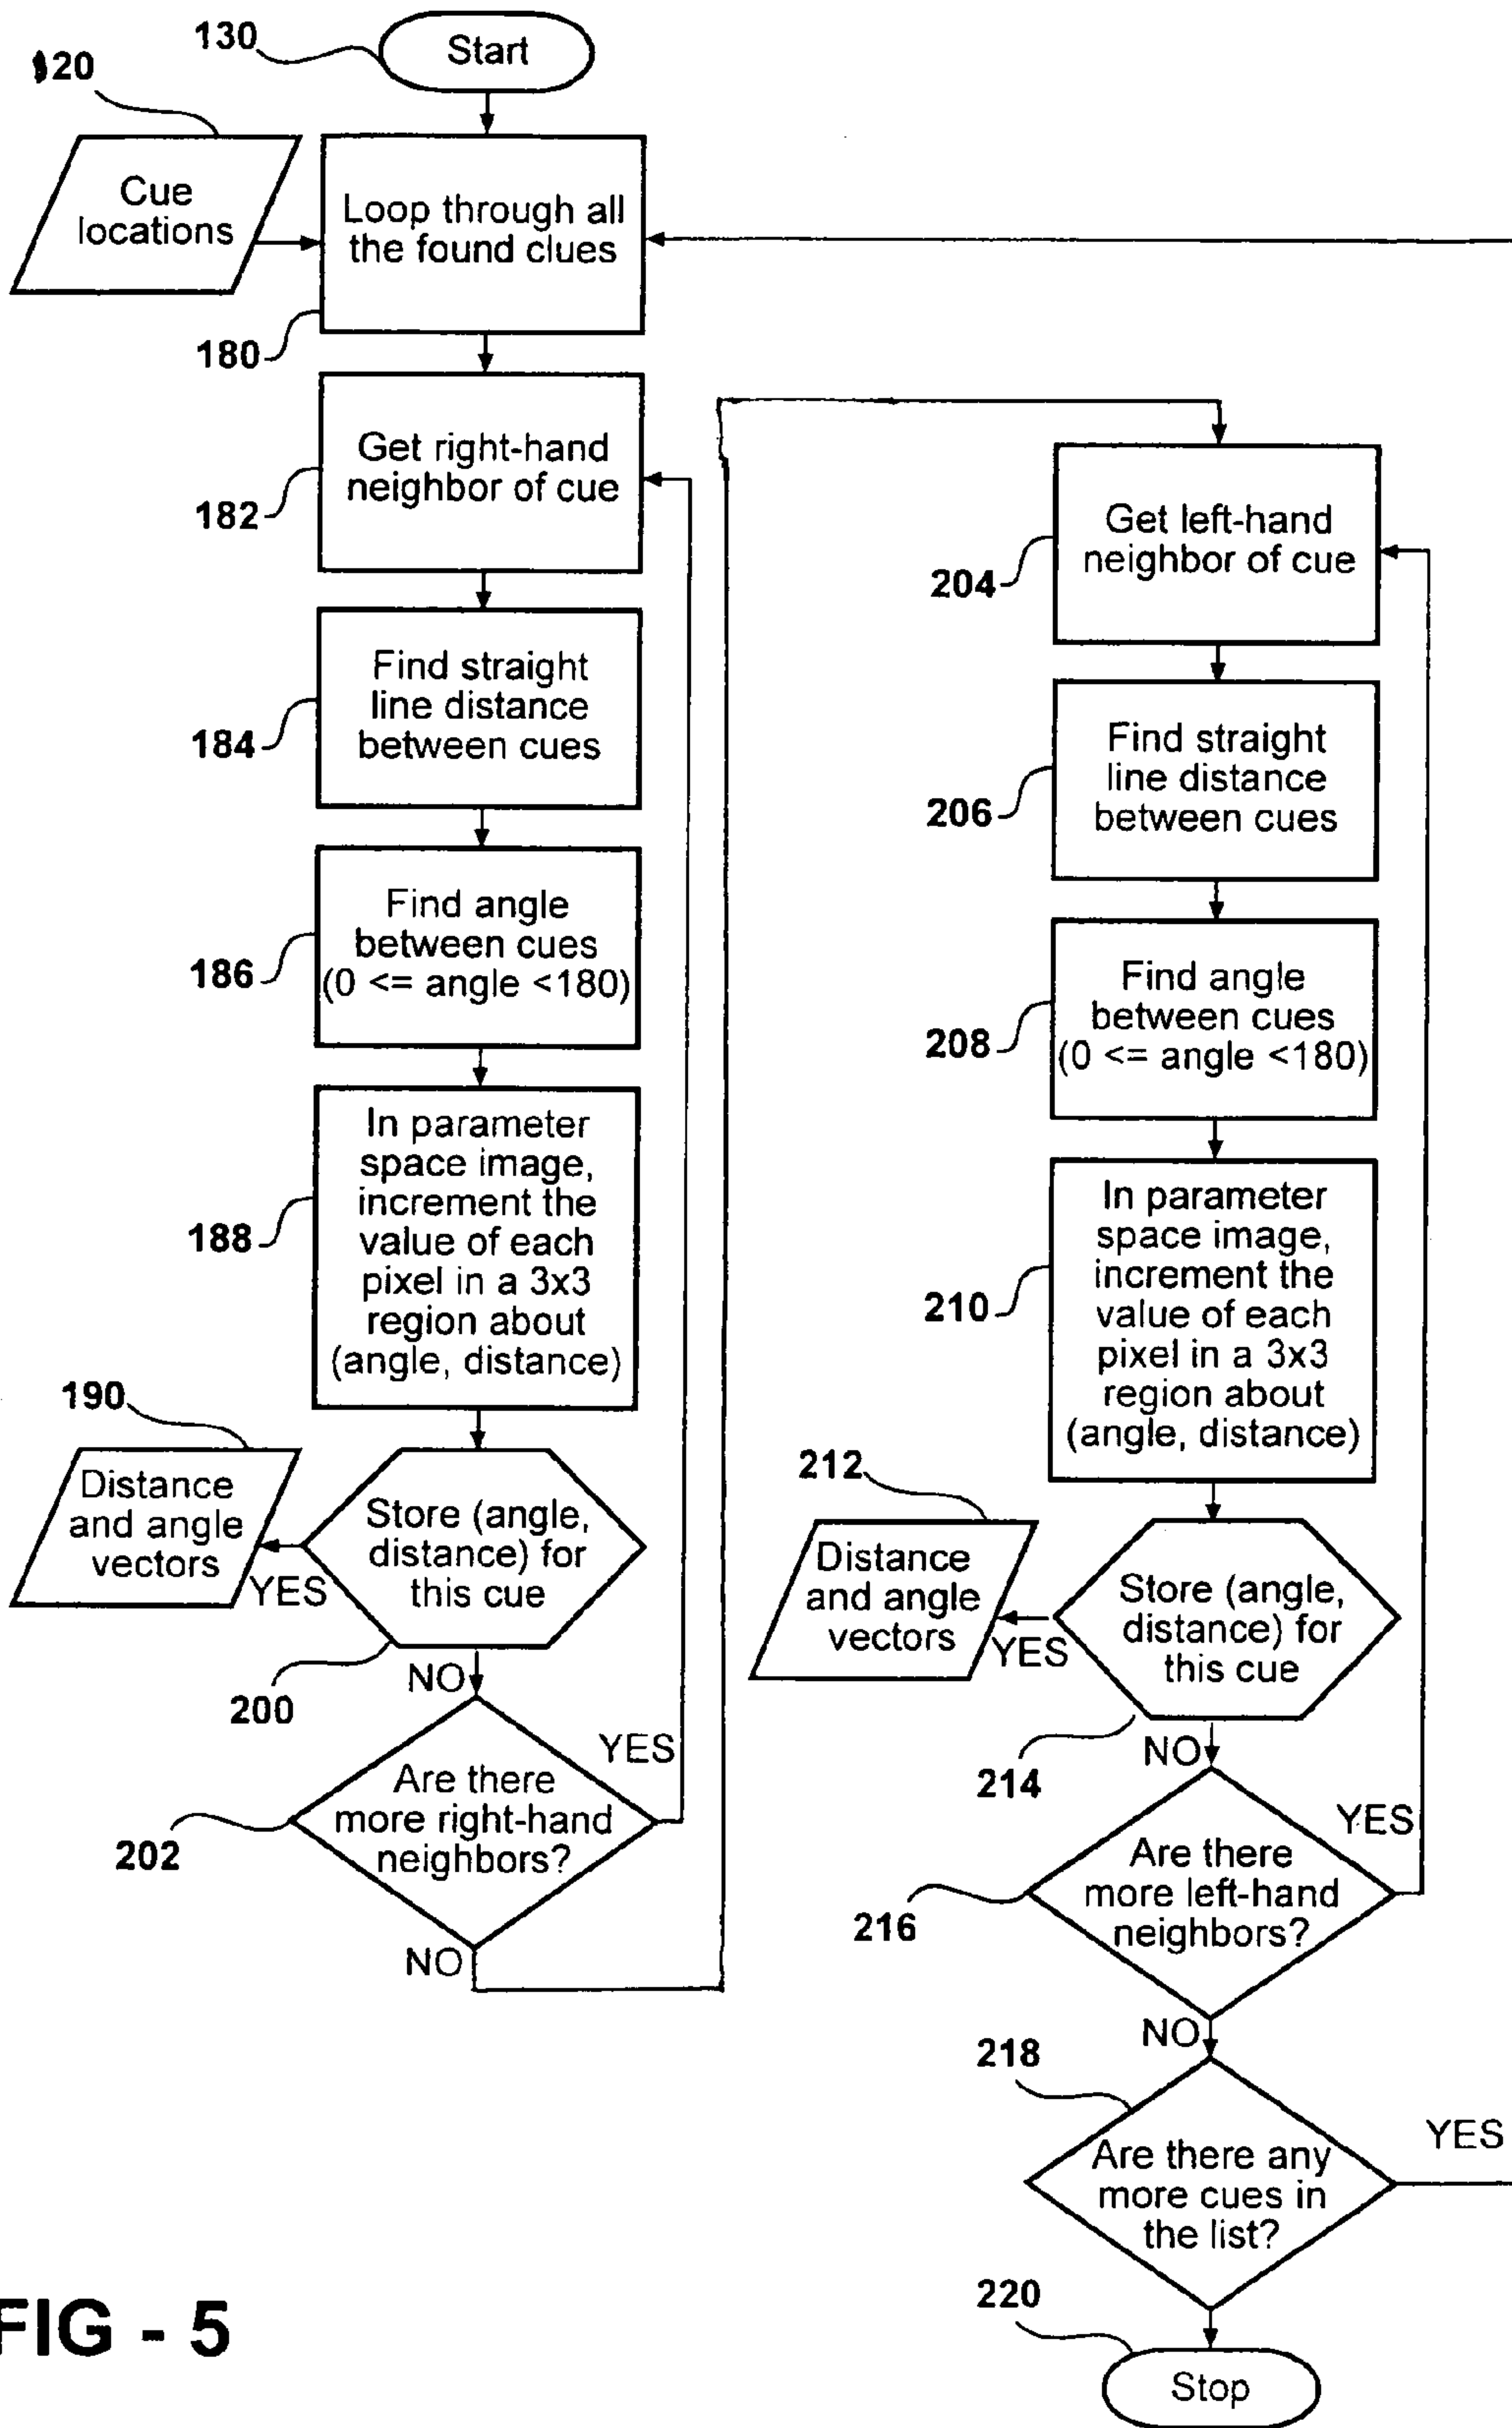 130
Start
Cue
locations
Loop through all
the found clues
180
Get right-hand
neighbor of cue
182
Find straight
line distance
between cues
184
Find angle
between cues
(0 <= angle <180)
186
In parameter
space image,
increment the
value of each
pixel in a 3x3
region about
(angle, distance)
188
190
Distance
and angle
vectors
YES
Store (angle,
distance) for
this cue
200
NO
Are there
more right-hand
neighbors?
YES
202
NO
Get left-hand
neighbor of cue
204
Find straight
line distance
between cues
206
Find angle
between cues
(0 <= angle <180)
208
In parameter
space image,
increment the
value of each
pixel in a 3x3
region about
(angle, distance)
210
212
Distance
and angle
vectors
YES
Store (angle,
distance) for
this cue
214
NO
Are there
more left-hand
neighbors?
YES
216
NO
218
Are there any
more cues in
the list?
YES
220
Stop
FIG - 5